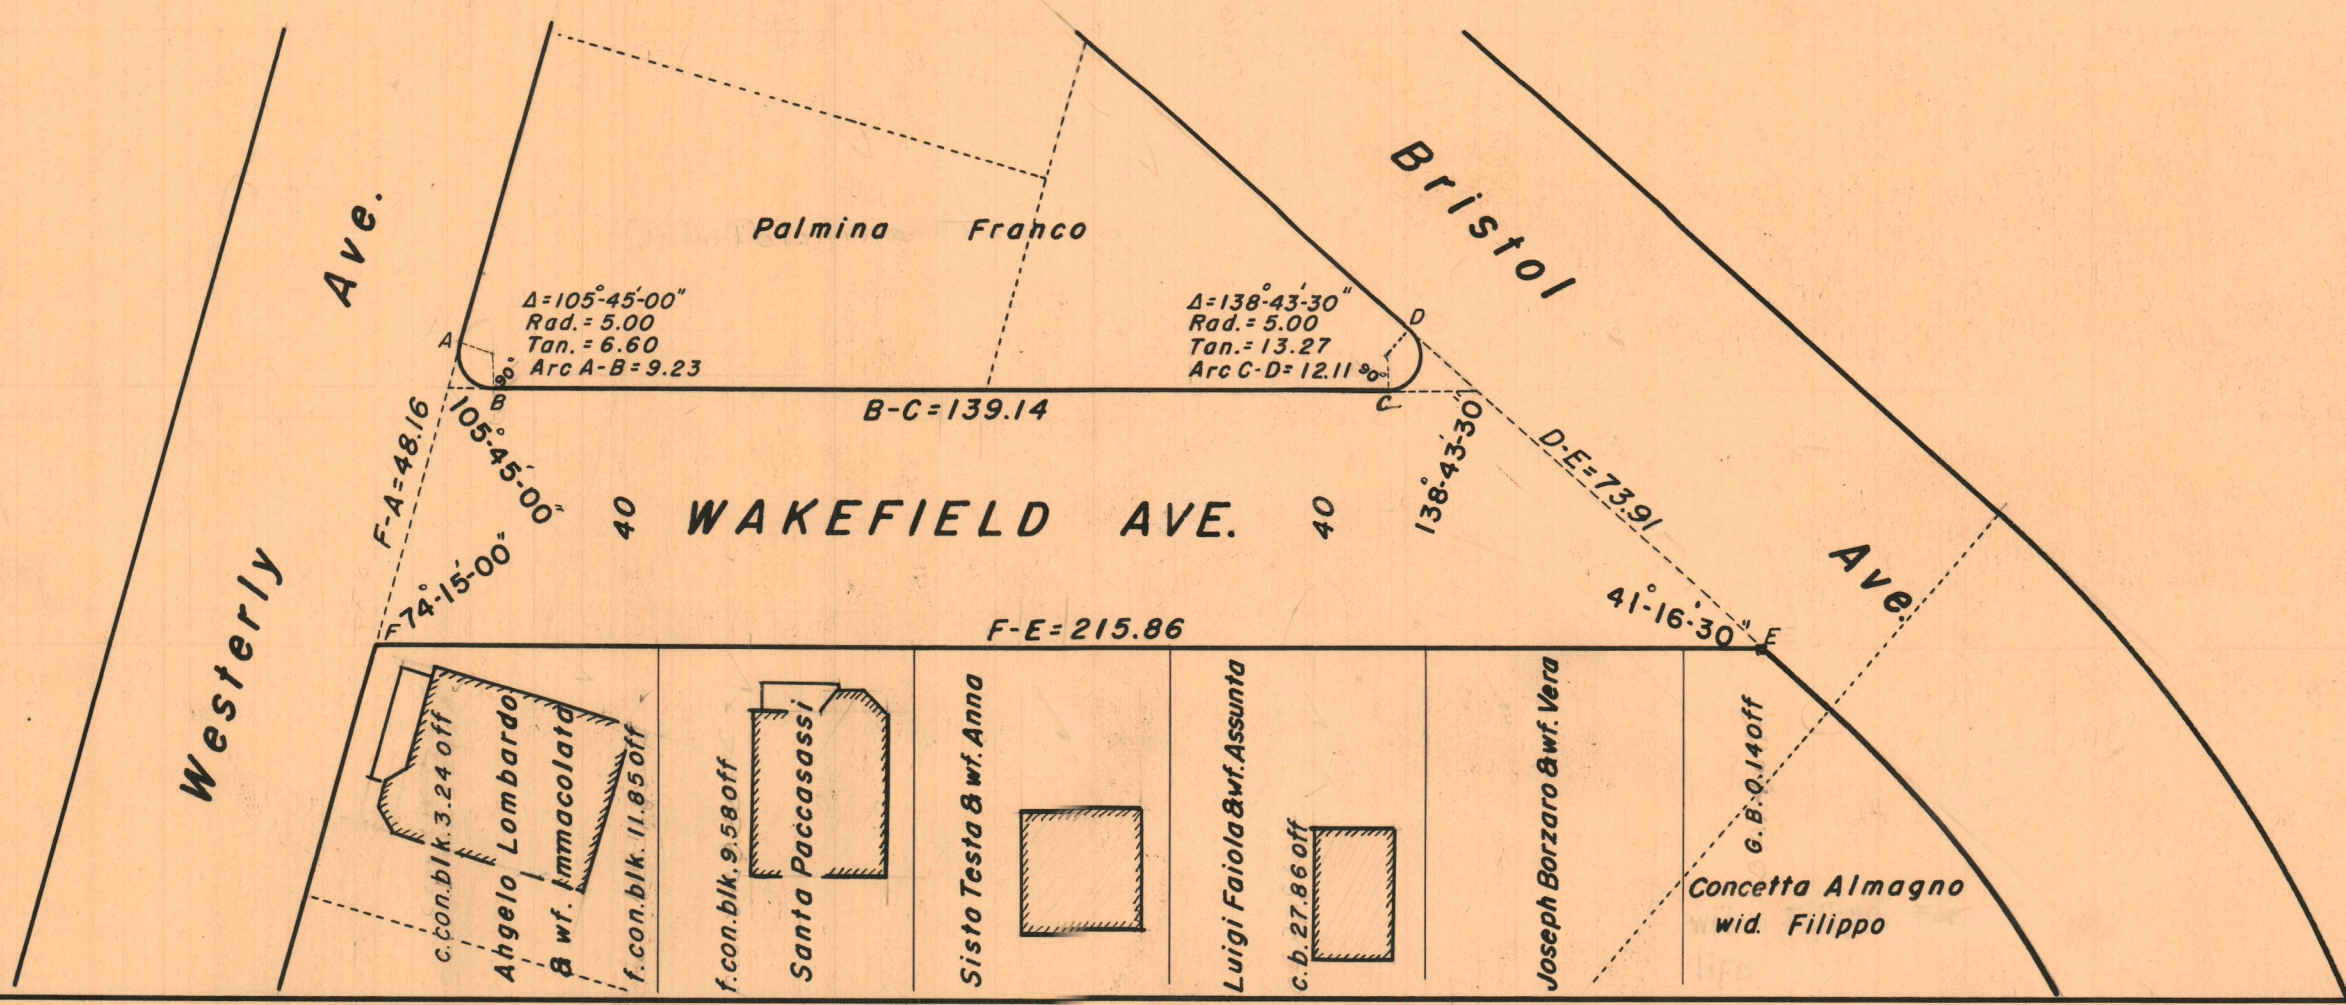 Westerly Ave.
Bristol Ave.
Palmina Franco
Δ=105°-45'-00"
Rad.=5.00
Tan.=6.60
Arc A-B=9.23
90°
Δ=138°-43'-30"
Rad.=5.00
Tan.=13.27
Arc C-D=12.11
90°
A
B
C
D
B-C=139.14
F-A=48.16
105°-45'-00"
138°-43'-30"
D-E=73.91
40
WAKEFIELD AVE.
40
74°-15'-00"
41°-16'-30"
F
F-E=215.86
E
c.con.blk.3.24 off
Angelo Lombardo
& wf. Immacolata
f.con.blk.11.85 off
f.con.blk.9.58 off
Santa Paccasassi
Sisto Testa & wf. Anna
Luigi Faiola & wf. Assunta
c.b.27.86 off
Joseph Borzaro & wf. Vera
G.B.0.14 off
Concetta Almagno
wid. Filippo